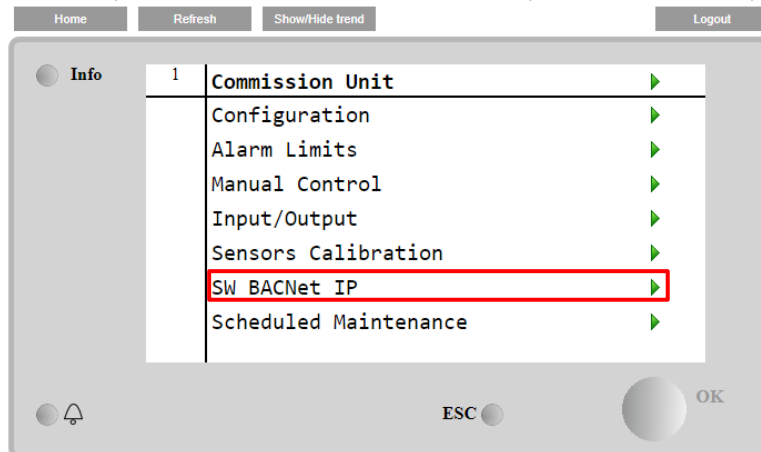 Home Refresh Show/Hide trend Logout
Info
1 Commission Unit
Configuration
Alarm Limits
Manual Control
Input/Output
Sensors Calibration
SW BACNet IP
Scheduled Maintenance
ESC OK